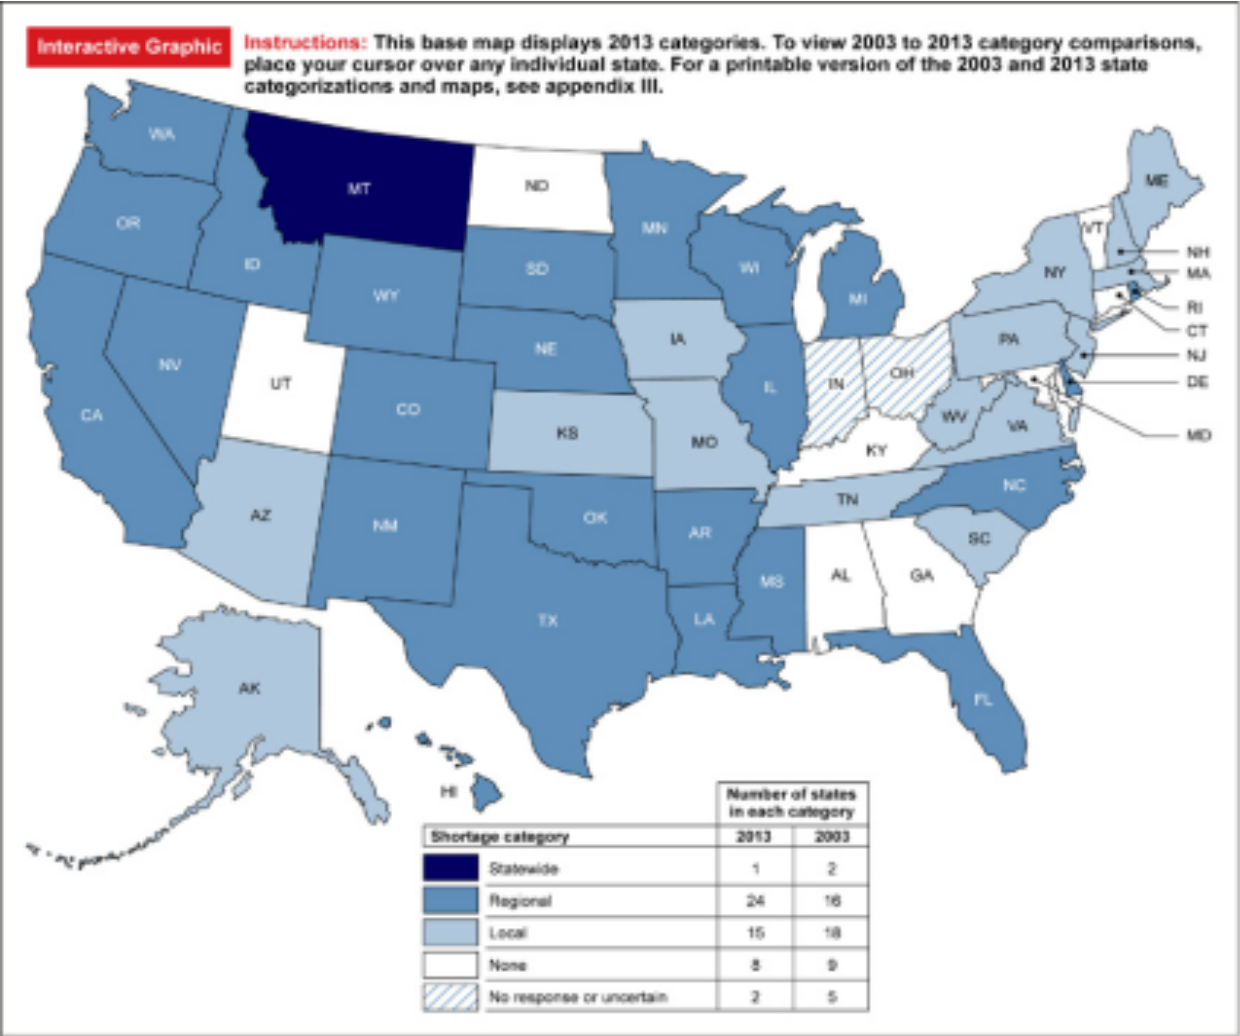 Interactive Graphic
Instructions: This base map displays 2013 categories. To view 2003 to 2013 category comparisons,
place your cursor over any individual state. For a printable version of the 2003 and 2013 state
categorizations and maps, see appendix III.
WA
MT
ND
ME
OR
MN
VT
ID
SD
WI
NY
NH
WY
MI
MA
RI
IA
PA
CT
NV
NE
UT
IL
IN
OH
NJ
CA
CO
DE
KS
MO
WV
VA
MD
KY
AZ
NM
OK
TN
NC
AR
SC
MS
AL
GA
TX
LA
AK
FL
HI
Number of states
in each category
Shortage category 2013 2003
Statewide 1 2
Regional 24 16
Local 15 18
None 8 9
No response or uncertain 2 5